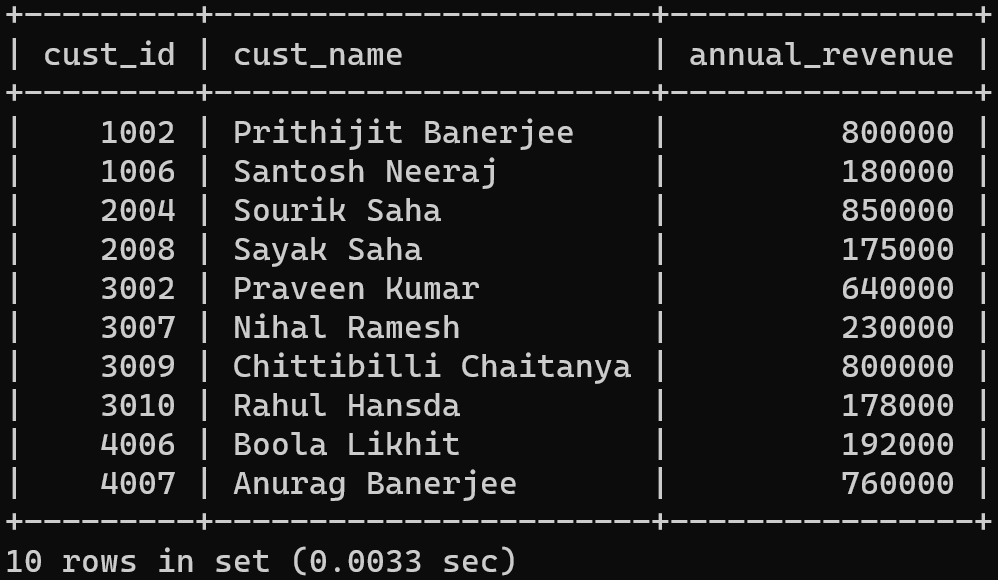 +---------+-----------------------+----------------+
| cust_id | cust_name             | annual_revenue |
+---------+-----------------------+----------------+
|    1002 | Prithijit Banerjee    |         800000 |
|    1006 | Santosh Neeraj        |         180000 |
|    2004 | Sourik Saha           |         850000 |
|    2008 | Sayak Saha            |         175000 |
|    3002 | Praveen Kumar         |         640000 |
|    3007 | Nihal Ramesh          |         230000 |
|    3009 | Chittibilli Chaitanya |         800000 |
|    3010 | Rahul Hansda          |         178000 |
|    4006 | Boola Likhit          |         192000 |
|    4007 | Anurag Banerjee       |         760000 |
+---------+-----------------------+----------------+
10 rows in set (0.0033 sec)